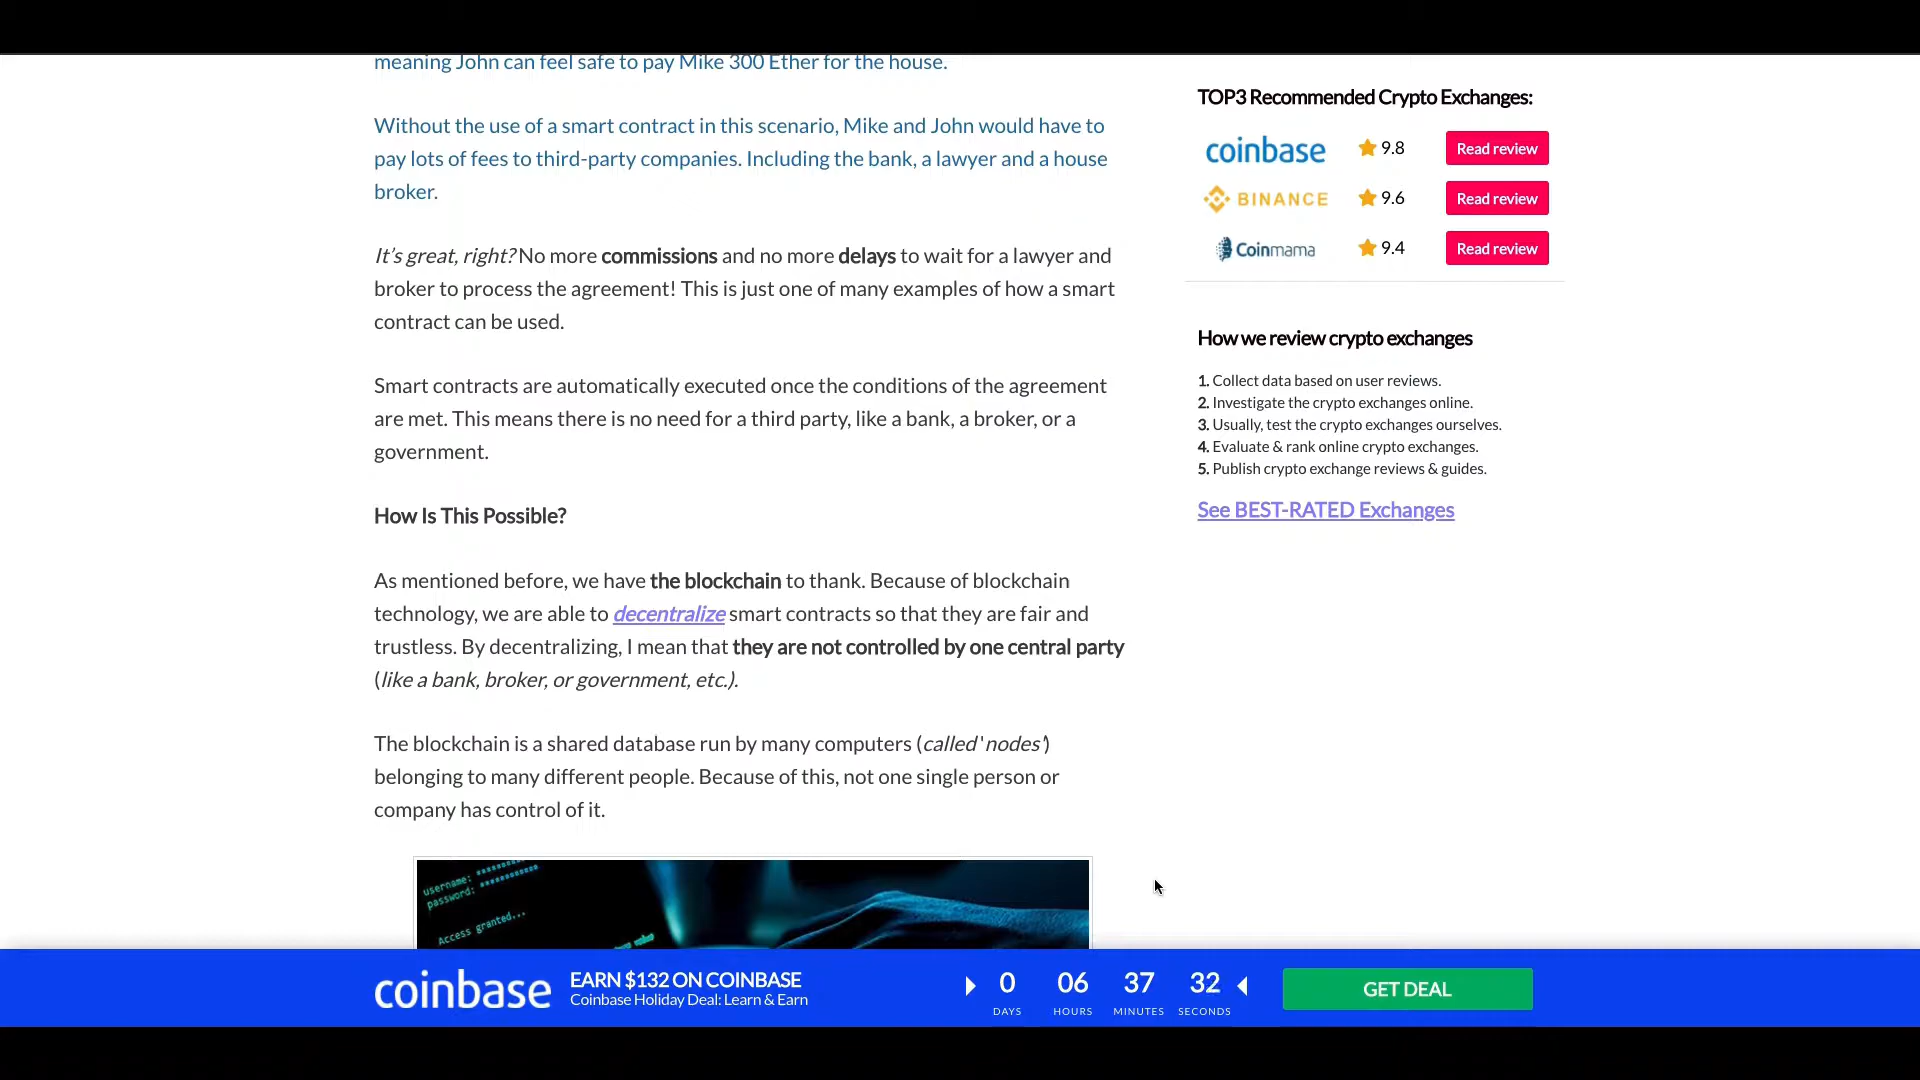 meaning John can feel safe to pay Mike 300 Ether for the house.
Without the use of a smart contract in this scenario, Mike and John would have to
pay lots of fees to third-party companies. Including the bank, a lawyer and a house
broker.
It's great, right? No more commissions and no more delays to wait for a lawyer and
broker to process the agreement! This is just one of many examples of how a smart
contract can be used.
Smart contracts are automatically executed once the conditions of the agreement
are met. This means there is no need for a third party, like a bank, a broker, or a
government.
How Is This Possible?
As mentioned before, we have the blockchain to thank. Because of blockchain
technology, we are able to decentralize smart contracts so that they are fair and
trustless. By decentralizing, I mean that they are not controlled by one central party
(like a bank, broker, or government, etc.).
The blockchain is a shared database run by many computers (called 'nodes')
belonging to many different people. Because of this, not one single person or
company has control of it.
username: ***********
password: ************
Access granted...
TOP3 Recommended Crypto Exchanges:
coinbase 9.8 Read review
BINANCE 9.6 Read review
Coinmama 9.4 Read review
How we review crypto exchanges
1. Collect data based on user reviews.
2. Investigate the crypto exchanges online.
3. Usually, test the crypto exchanges ourselves.
4. Evaluate & rank online crypto exchanges.
5. Publish crypto exchange reviews & guides.
See BEST-RATED Exchanges
coinbase
EARN $132 ON COINBASE
Coinbase Holiday Deal: Learn & Earn
0 06 37 32
DAYS HOURS MINUTES SECONDS
GET DEAL